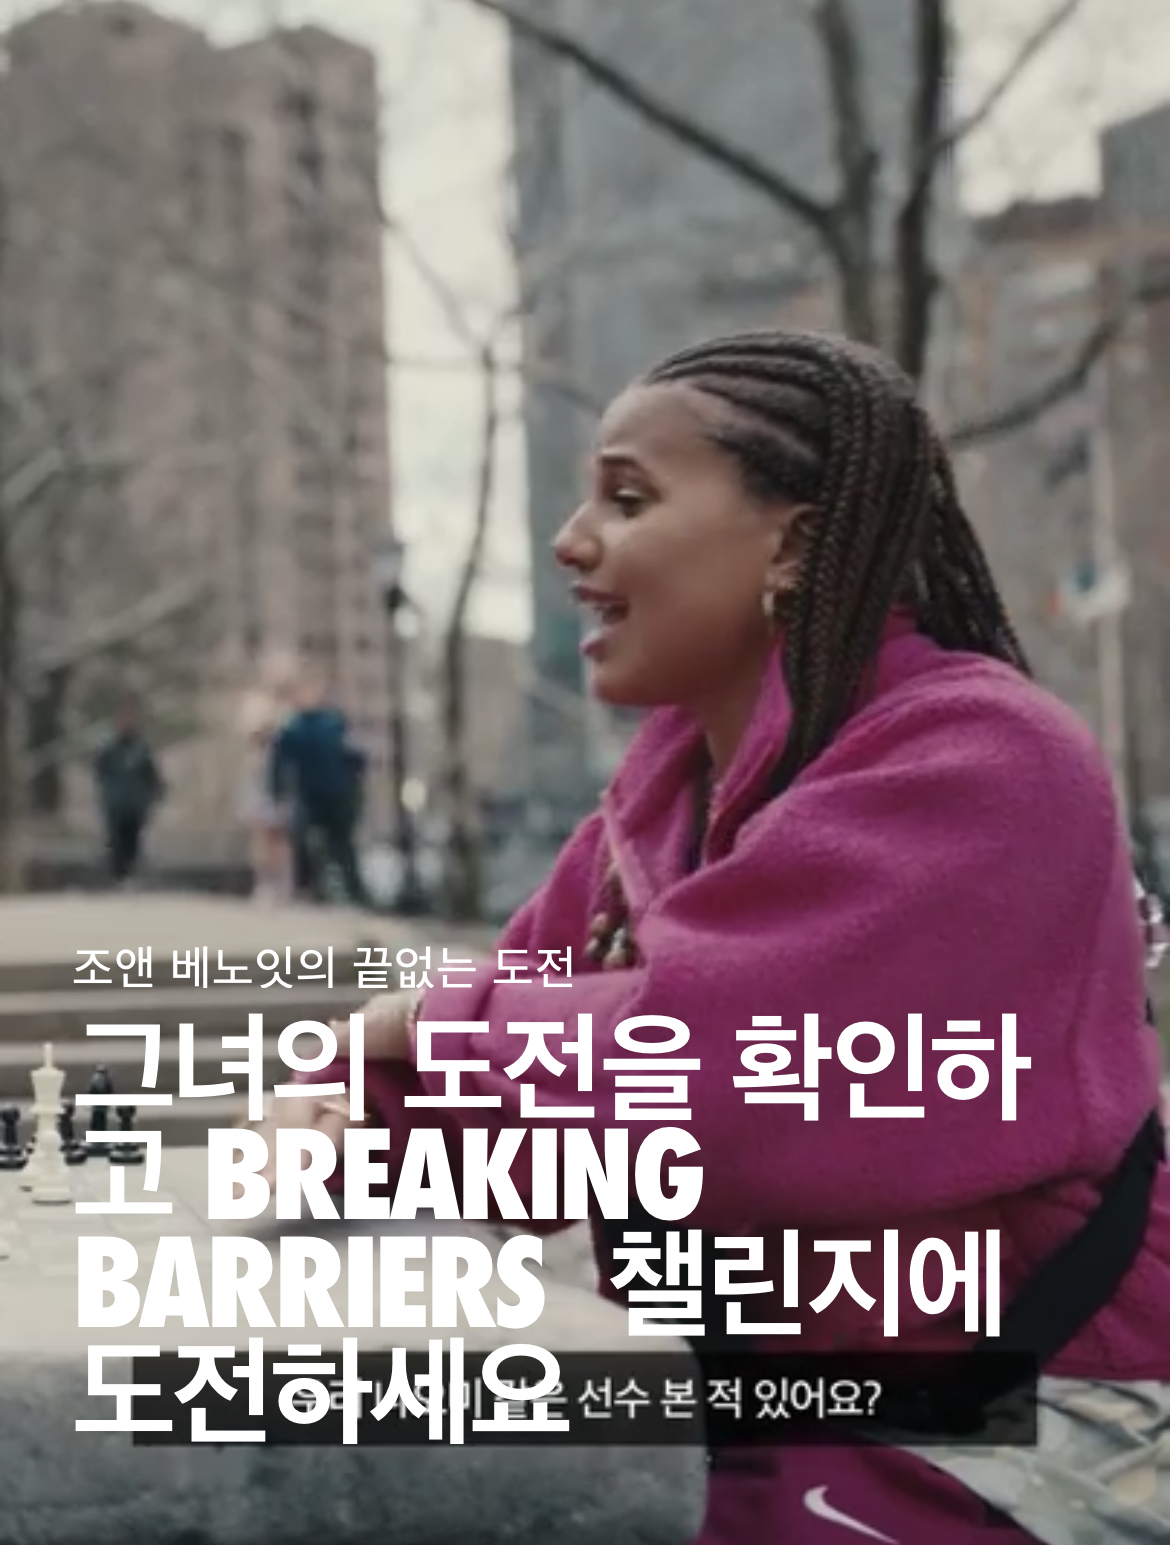 조앤 베노잇의 끝없는 도전
그녀의 도전을 확인하
고 BREAKING
BARRIERS 챌린지에
도전하세요
선수 본 적 있어요?